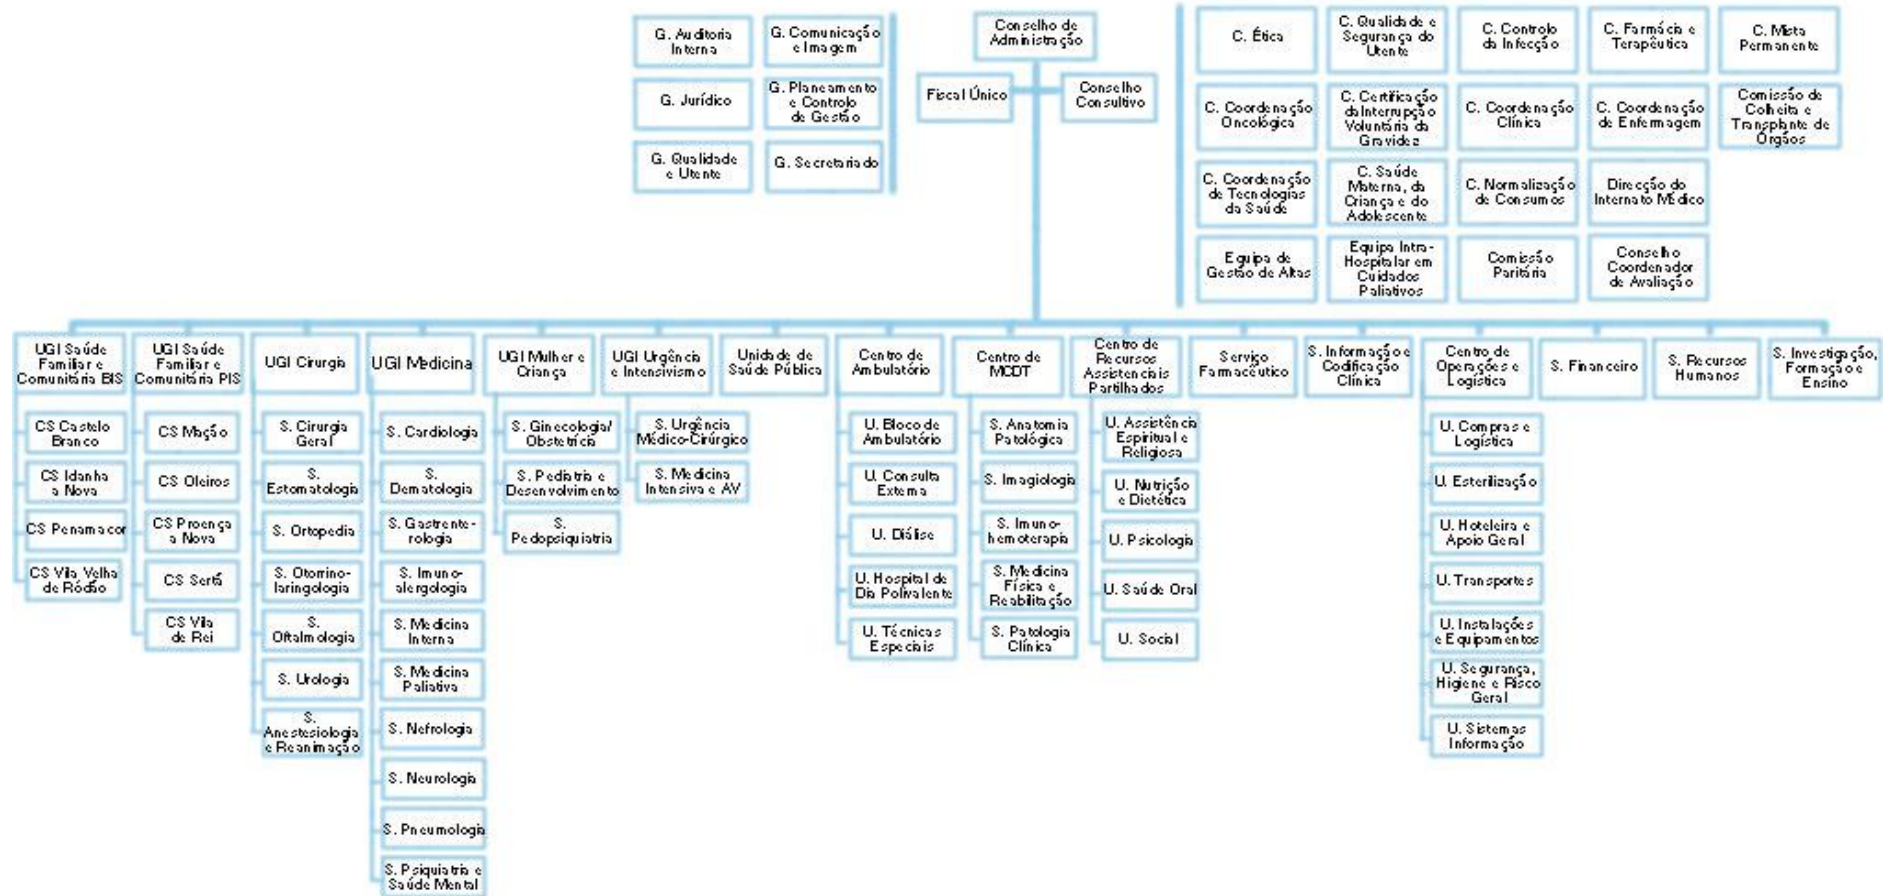 G. Auditoria
Interna
G. Comunicação
e Imagem
G. Jurídico
G. Planeamento
e Controlo
de Gestão
G. Qualidade
e Utente
G. Secretariado
Conselho de
Administração
Fiscal Único
Conselho
Consultivo
C. Ética
C. Qualidade e
Segurança do
Utente
C. Controlo
da Infecção
C. Farmácia e
Terapêutica
C. Mista
Permanente
C. Coordenação
Oncológica
C. Certificação
da Interrupção
Voluntária da
Gravidez
C. Coordenação
Clínica
C. Coordenação
de Enfermagem
Comissão de
Colheita e
Transplante de
Órgãos
C. Coordenação
de Tecnologias
da Saúde
C. Saúde
Materna, da
Criança e do
Adolescente
C. Normalização
de Consumos
Direcção do
Internato Médico
Equipa de
Gestão de Altas
Equipa Intra-
Hospitalar em
Cuidados
Paliativos
Comissão
Paritária
Conselho
Coordenador
de Avaliação
UGI Saúde
Familiar e
Comunitária BIS
UGI Saúde
Familiar e
Comunitária PIS
UGI Cirurgia
UGI Medicina
UGI Mulher e
Criança
UGI Urgência
e Intensivismo
Unidade de
Saúde Pública
Centro de
Ambulatório
Centro de
MCDT
Centro de
Recursos
Assistenciais
Partilhados
Serviço
Farmacêutico
S. Informação e
Codificação
Clínica
Centro de
Operações e
Logística
S. Financeiro
S. Recursos
Humanos
S. Investigação,
Formação e
Ensino
CS Castelo
Branco
CS Idanha
a Nova
CS Penamacor
CS Vila Velha
de Ródão
CS Mação
CS Oleiros
CS Proença
a Nova
CS Sertã
CS Vila
de Rei
S. Cirurgia
Geral
S.
Estomatologia
S. Ortopedia
S. Otorrino-
laringologia
S.
Oftalmologia
S. Urologia
S.
Anestesiologia
e Reanimação
S. Cardiologia
S.
Dematologia
S. Gastrente-
rologia
S. Imuno-
alergologia
S. Medicina
Interna
S. Medicina
Paliativa
S. Nefrologia
S. Neurologia
S. Pneumologia
S. Psiquiatria e
Saúde Mental
S. Ginecologia/
Obstetrícia
S. Pediatria e
Desenvolvimento
S.
Pedopsiquiatria
S. Urgência
Médico-Cirúrgico
S. Medicina
Intensiva e AV
U. Bloco de
Ambulatório
U. Consulta
Externa
U. Diálise
U. Hospital de
Dia Polivalente
U. Técnicas
Especiais
S. Anatomia
Patológica
S. Imagiologia
S. Imuno-
hemoterapia
S. Medicina
Física e
Reabilitação
S. Patologia
Clínica
U. Assistência
Espiritual e
Religiosa
U. Nutrição
e Dietética
U. Psicologia
U. Saúde Oral
U. Social
U. Compras e
Logística
U. Esterilização
U. Hoteleira e
Apoio Geral
U. Transportes
U. Instalações
e Equipamentos
U. Segurança,
Higiene e Risco
Geral
U. Sistemas
Informação